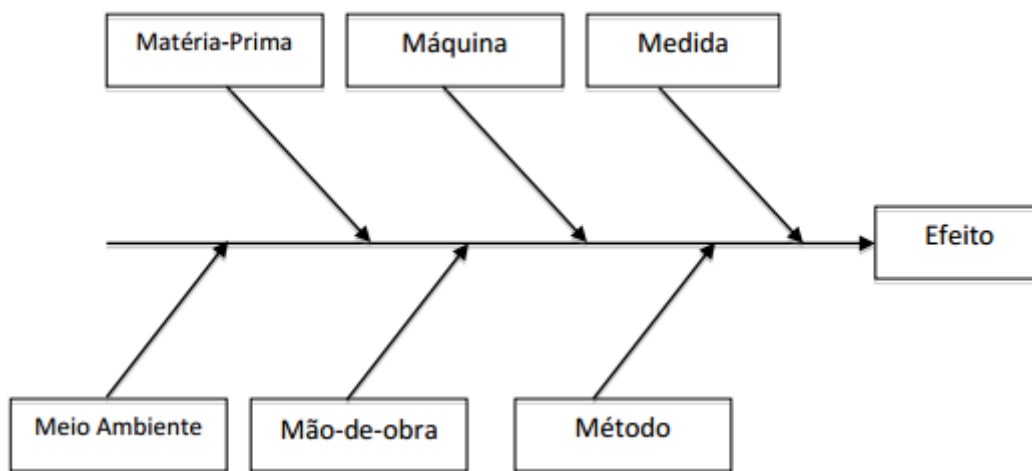 Matéria-Prima
Máquina
Medida
Efeito
Meio Ambiente
Mão-de-obra
Método